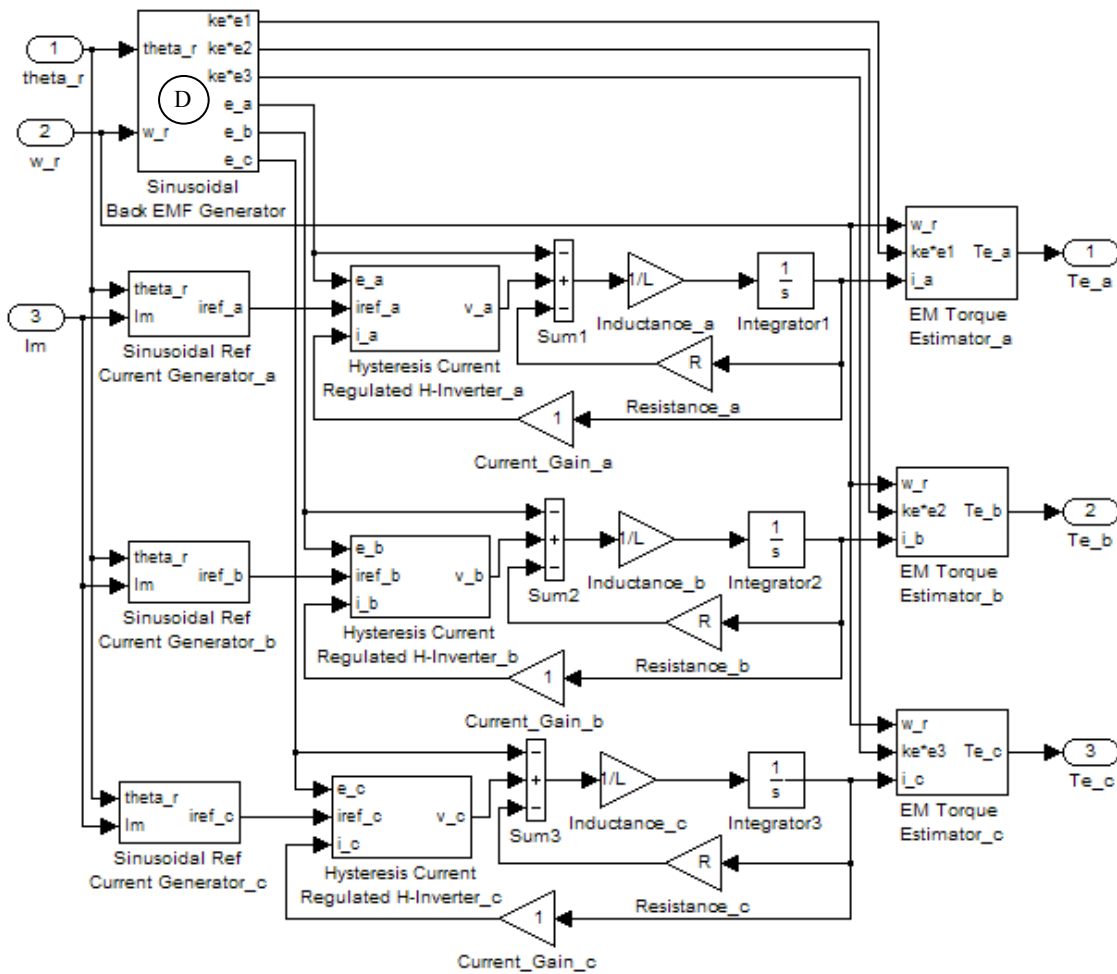 1
theta_r
2
w_r
3
Im
theta_r
w_r
D
ke*e1
ke*e2
ke*e3
e_a
e_b
e_c
Sinusoidal
Back EMF Generator
theta_r
Im
iref_a
Sinusoidal Ref
Current Generator_a
e_a
iref_a
i_a
v_a
Hysteresis Current
Regulated H-Inverter_a
−
+
−
Sum1
1/L
Inductance_a
1
s
Integrator1
R
Resistance_a
1
Current_Gain_a
w_r
ke*e1
i_a
Te_a
EM Torque
Estimator_a
1
Te_a
theta_r
Im
iref_b
Sinusoidal Ref
Current Generator_b
e_b
iref_b
i_b
v_b
Hysteresis Current
Regulated H-Inverter_b
−
+
−
Sum2
1/L
Inductance_b
1
s
Integrator2
R
Resistance_b
1
Current_Gain_b
w_r
ke*e2
i_b
Te_b
EM Torque
Estimator_b
2
Te_b
theta_r
Im
iref_c
Sinusoidal Ref
Current Generator_c
e_c
iref_c
i_c
v_c
Hysteresis Current
Regulated H-Inverter_c
−
+
−
Sum3
1/L
Inductance_c
1
s
Integrator3
R
Resistance_c
1
Current_Gain_c
w_r
ke*e3
i_c
Te_c
EM Torque
Estimator_c
3
Te_c